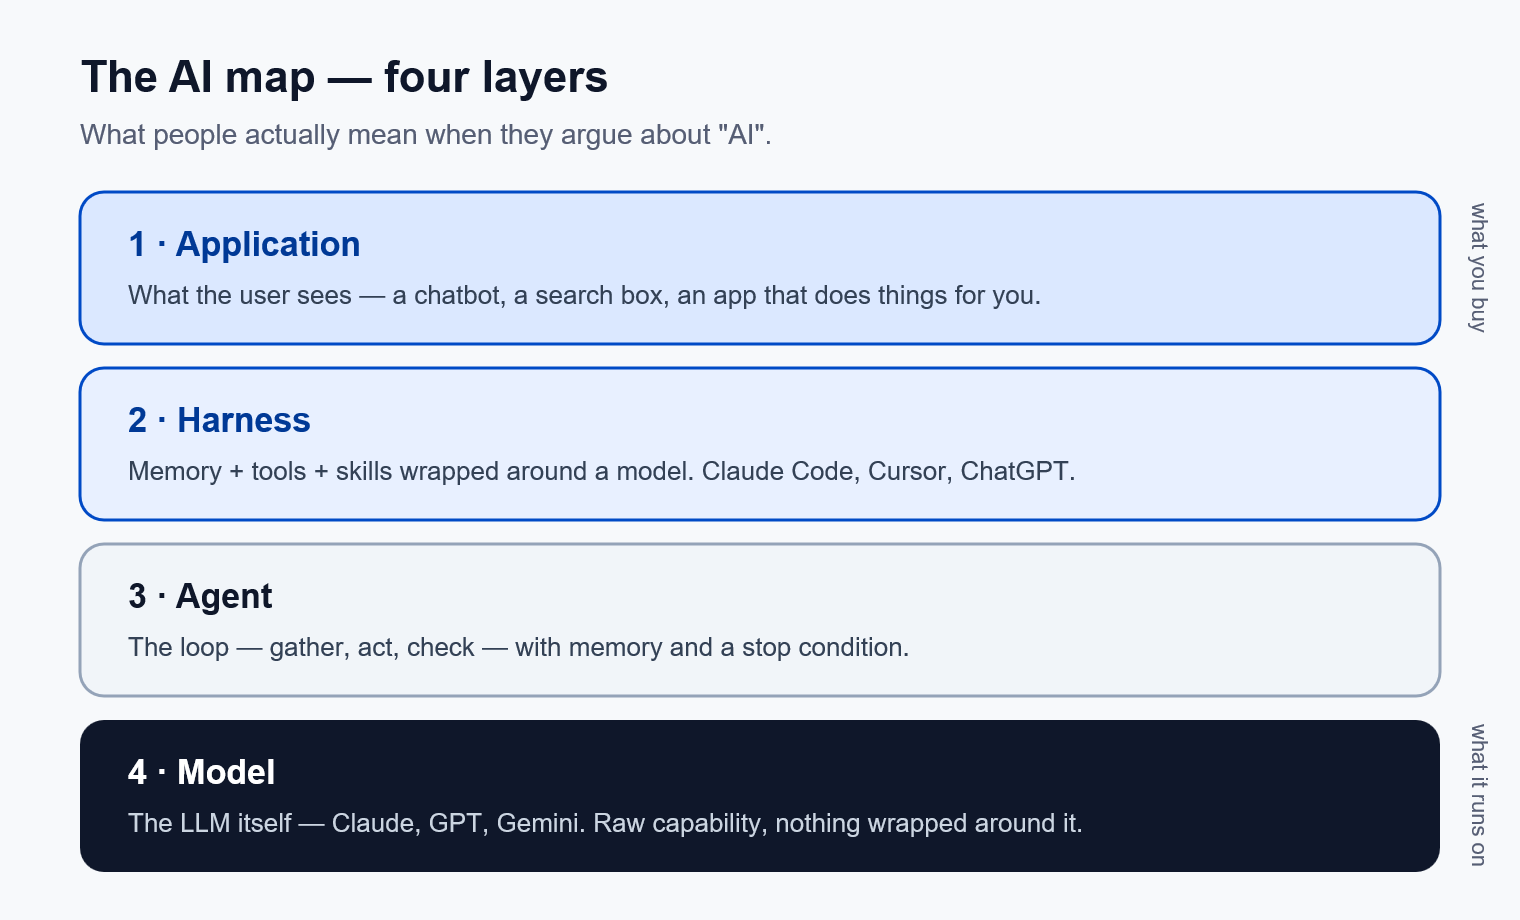 The AI map — four layers
What people actually mean when they argue about "AI".
1 · Application
What the user sees — a chatbot, a search box, an app that does things for you.
what you buy
2 · Harness
Memory + tools + skills wrapped around a model. Claude Code, Cursor, ChatGPT.
3 · Agent
The loop — gather, act, check — with memory and a stop condition.
4 · Model
The LLM itself — Claude, GPT, Gemini. Raw capability, nothing wrapped around it.
what it runs on